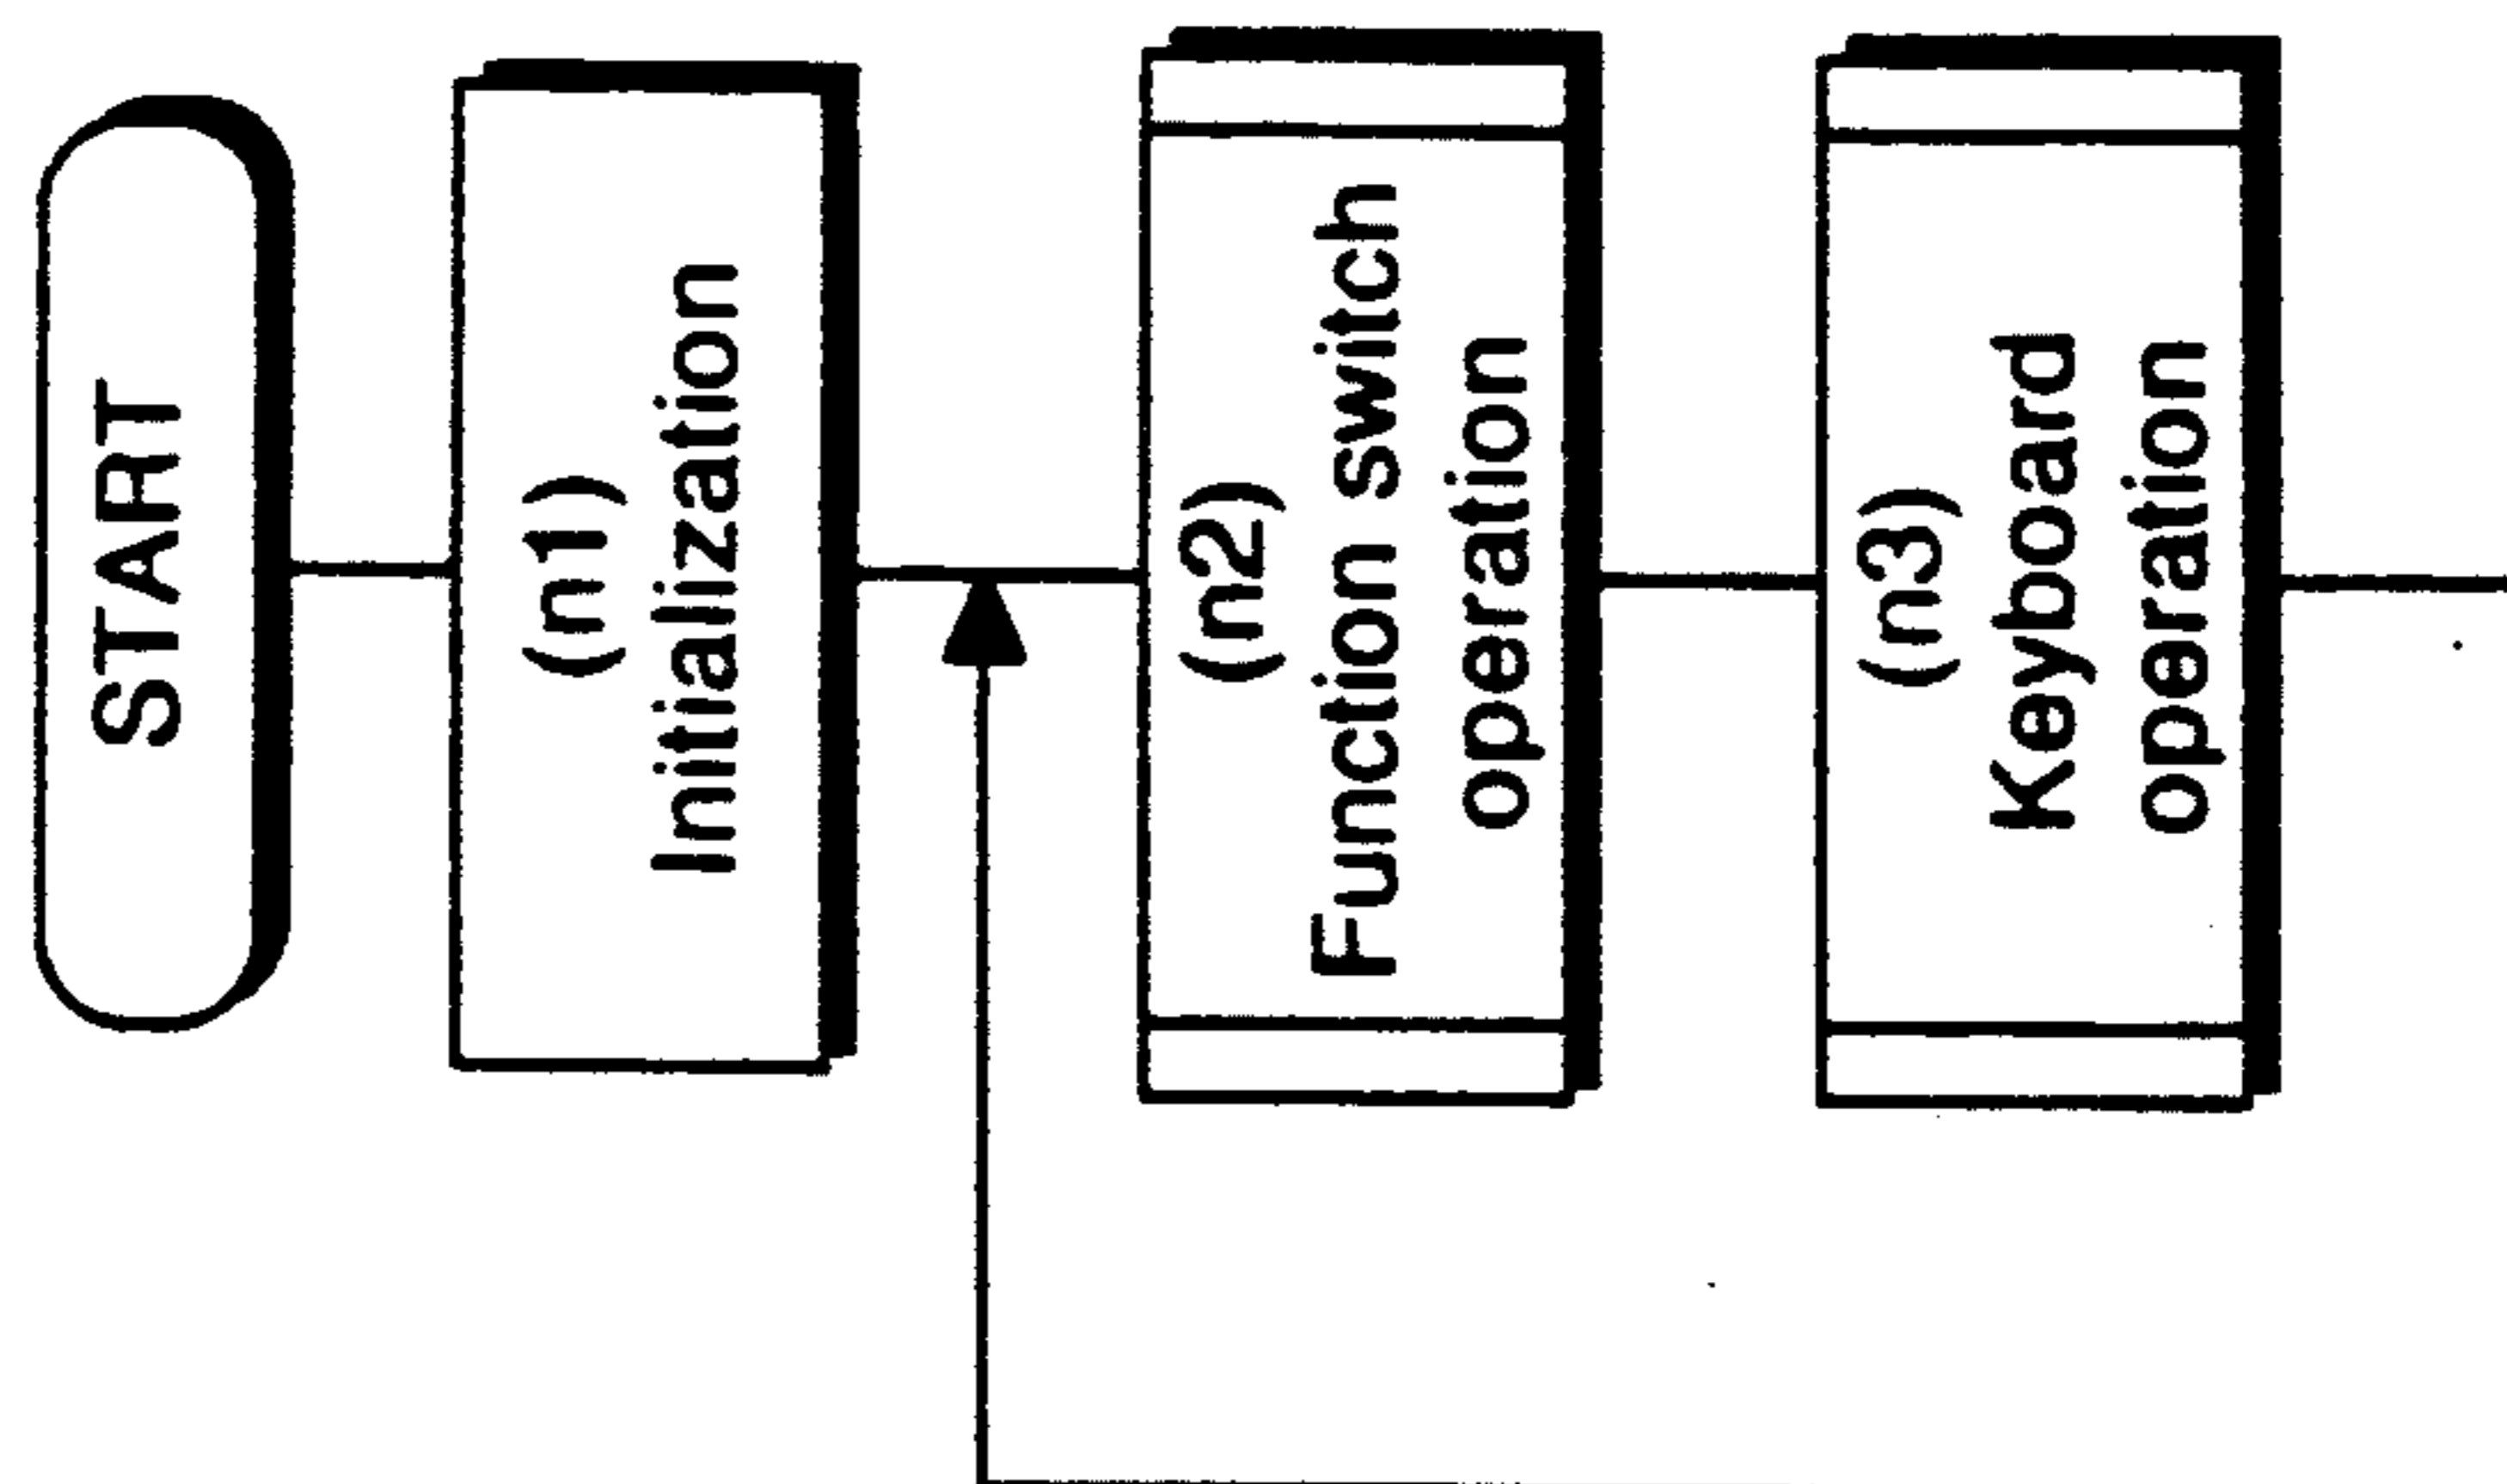 START
(n1)
Initialization
(n2)
Function switch
operation
(n3)
Keyboard
operation